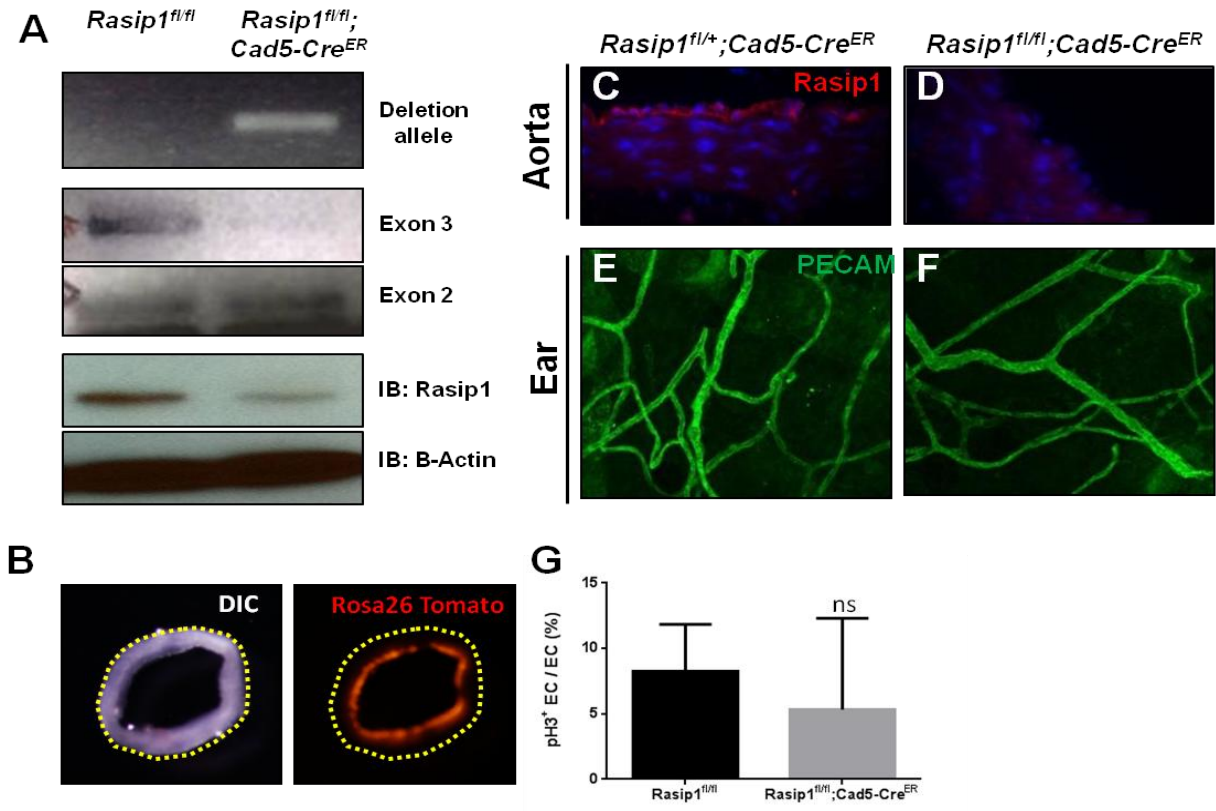 A
Rasip1fl/fl
Rasip1fl/fl;
Cad5-CreER
Deletion
allele
Exon 3
Exon 2
IB: Rasip1
IB: B-Actin
B
DIC
Rosa26 Tomato
Rasip1fl/+;Cad5-CreER
Rasip1fl/fl;Cad5-CreER
Aorta
C
Rasip1
D
Ear
E
PECAM
F
G
pH3+ EC / EC (%)
15
10
5
0
ns
Rasip1fl/fl
Rasip1fl/fl;Cad5-CreER